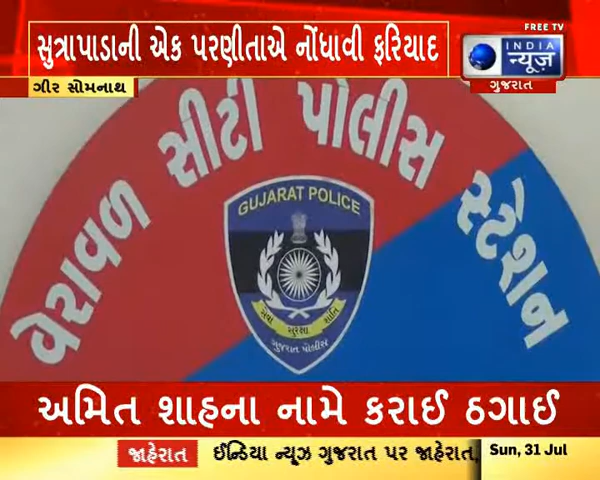 સુત્રાપાડાની એક પરણીતાએ નોંધાવી ફરિયાદ
FREE TV
INDIA
ન્યૂઝ
ગુજરાત
ગીર સોમનાથ
વેરાવળ સીટી પોલીસ સ્ટેશન
GUJARAT POLICE
સેવા સુરક્ષા શાંતિ
ગુજરાત પોલીસ
અમિત શાહના નામે કરાઈ ઠગાઈ
જાહેરાત ઈન્ડિયા ન્યૂઝ ગુજરાત પર જાહેરાત, Sun, 31 Jul